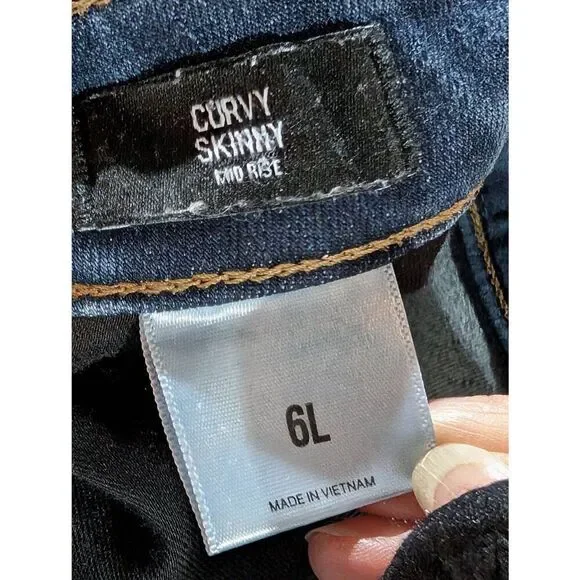 CURVY
SKINNY
MID RISE
6L
MADE IN VIETNAM